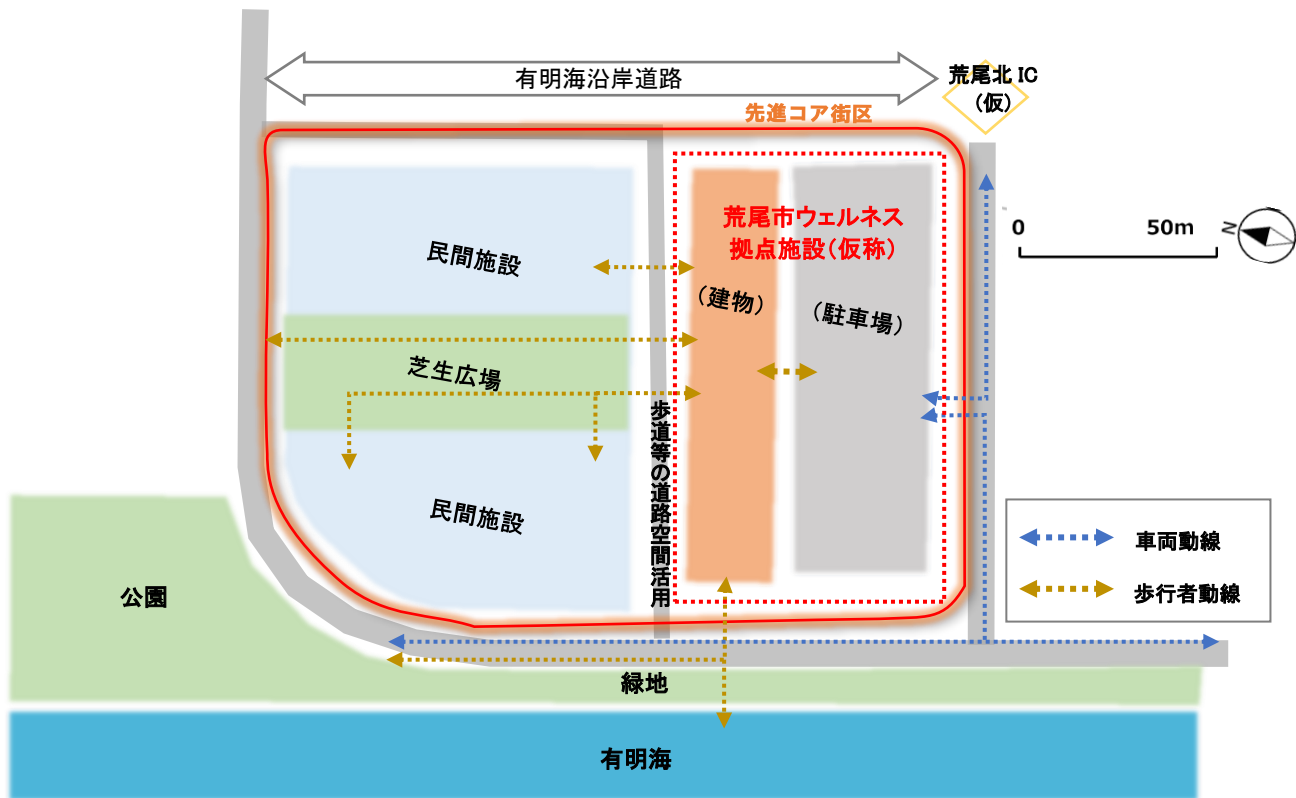 有明海沿岸道路
荒尾北 IC
(仮)
先進コア街区
荒尾市ウェルネス
拠点施設(仮称)
0 50m
N
民間施設
(建物)
(駐車場)
芝生広場
歩道等の道路空間活用
民間施設
車両動線
歩行者動線
公園
緑地
有明海